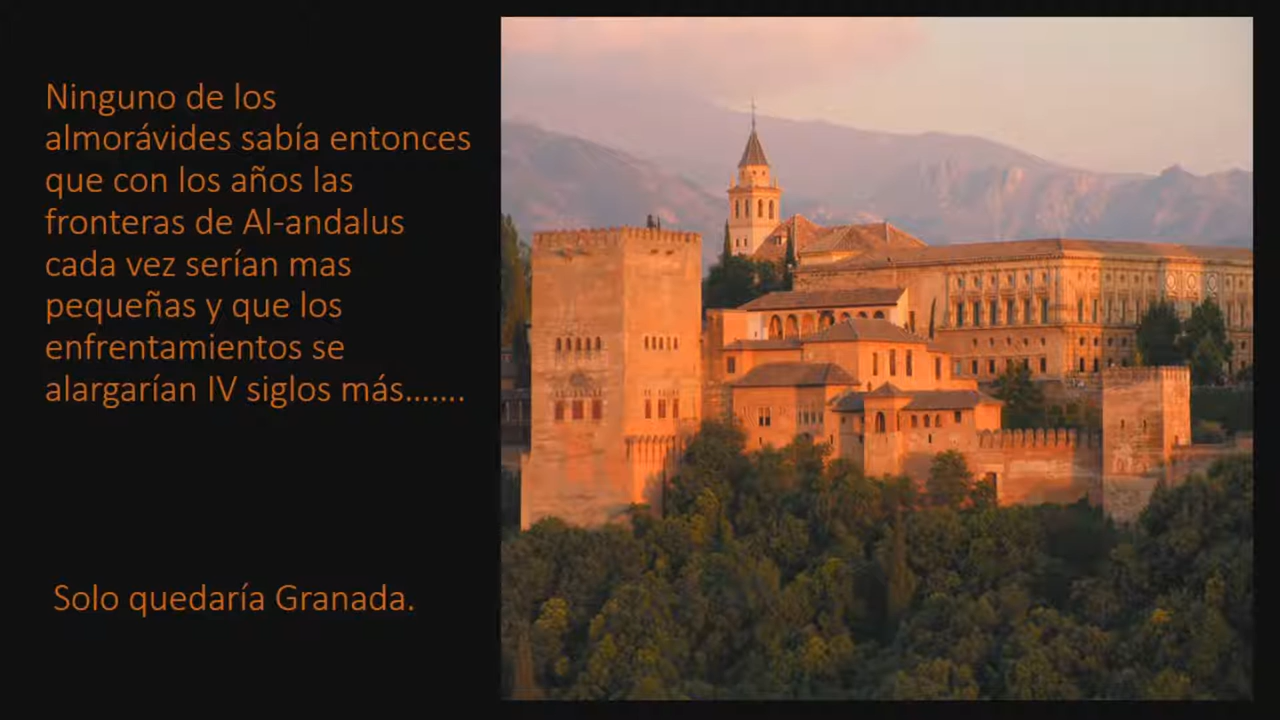 Ninguno de los
almorávides sabía entonces
que con los años las
fronteras de Al-andalus
cada vez serían mas
pequeñas y que los
enfrentamientos se
alargarían IV siglos más…….
Solo quedaría Granada.